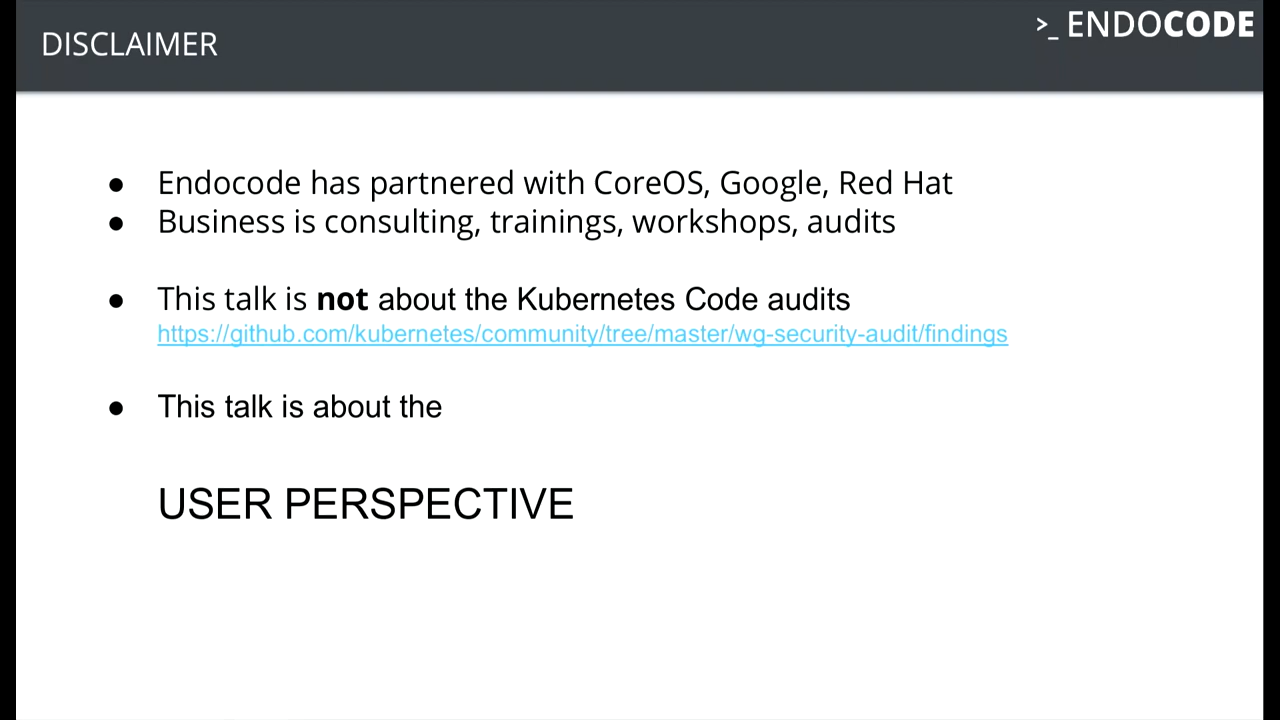 DISCLAIMER
>_ ENDOCODE
● Endocode has partnered with CoreOS, Google, Red Hat
● Business is consulting, trainings, workshops, audits
● This talk is not about the Kubernetes Code audits
https://github.com/kubernetes/community/tree/master/wg-security-audit/findings
● This talk is about the
USER PERSPECTIVE